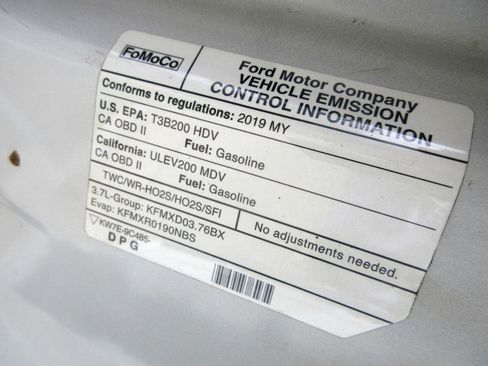 FoMoCo
Ford Motor Company
VEHICLE EMISSION
CONTROL INFORMATION
Conforms to regulations: 2019 MY
U.S. EPA: T3B200 HDV
CA OBD II Fuel: Gasoline
California: ULEV200 MDV
CA OBD II Fuel: Gasoline
TWC/WR-HO2S/HO2S/SFI
No adjustments needed.
3.7L-Group: KFMXD03.76BX
Evap: KFMXR0190NBS
KW7E-9C485-
DPG